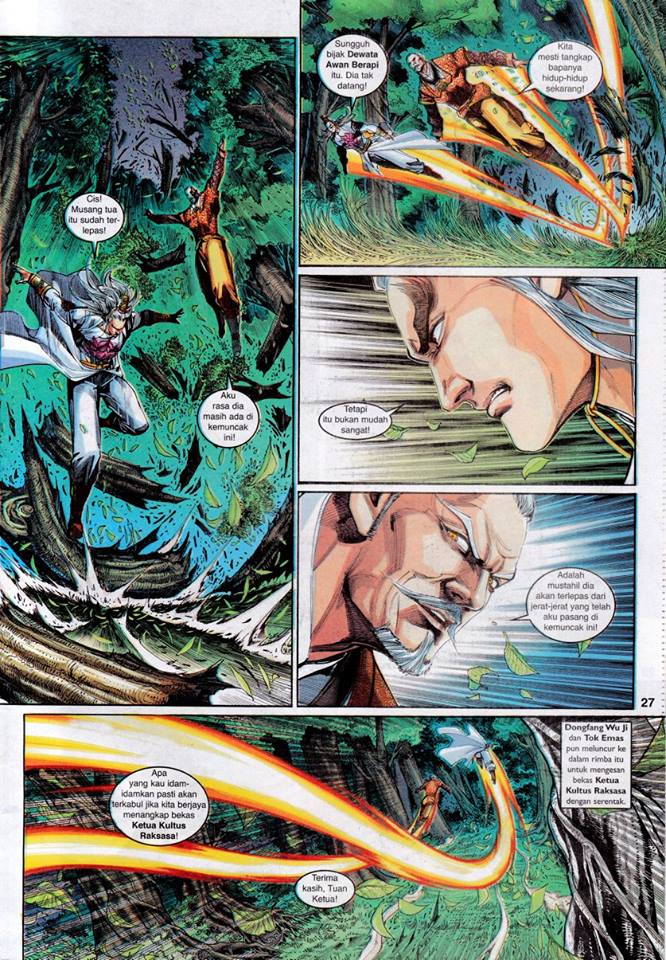 Cis!
Musang tua
itu sudah ter-
lepas!
Aku
rasa dia
masih ada di
kemuncak
ini!
Sungguh
bijak Dewata
Awan Berapi
itu. Dia tak
datang!
Kita
mesti tangkap
bapanya
hidup-hidup
sekarang!
Tetapi
itu bukan mudah
sangat!
Adalah
mustahil dia
akan terlepas dari
jerat-jerat yang telah
aku pasang di
kemuncak ini!
27
Apa
yang kau idam-
idamkan pasti akan
terkabul jika kita berjaya
menangkap bekas
Ketua Kultus
Raksasa!
Terima
kasih, Tuan
Ketua!
Dongfang Wu Ji
dan Tok Emas
pun meluncur ke
dalam rimba itu
untuk mengesan
bekas Ketua
Kultus Raksasa
dengan serentak.